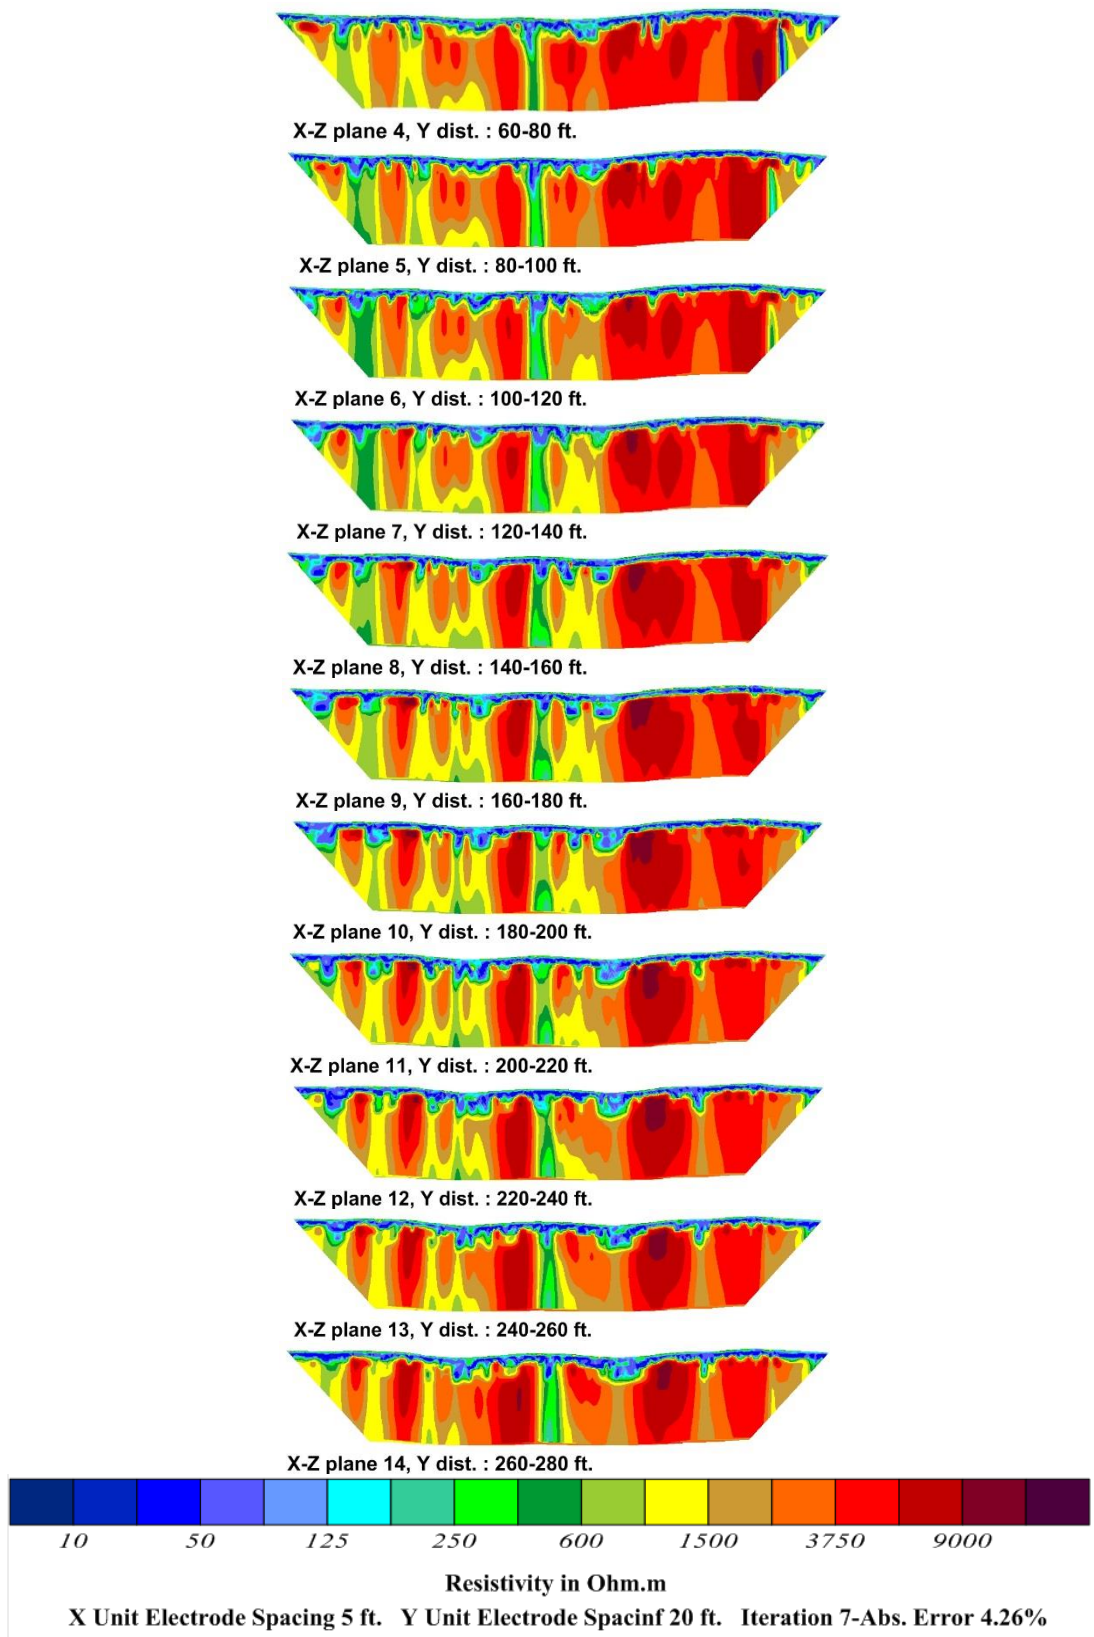 X-Z plane 4, Y dist. : 60-80 ft.
X-Z plane 5, Y dist. : 80-100 ft.
X-Z plane 6, Y dist. : 100-120 ft.
X-Z plane 7, Y dist. : 120-140 ft.
X-Z plane 8, Y dist. : 140-160 ft.
X-Z plane 9, Y dist. : 160-180 ft.
X-Z plane 10, Y dist. : 180-200 ft.
X-Z plane 11, Y dist. : 200-220 ft.
X-Z plane 12, Y dist. : 220-240 ft.
X-Z plane 13, Y dist. : 240-260 ft.
X-Z plane 14, Y dist. : 260-280 ft.
10 50 125 250 600 1500 3750 9000
Resistivity in Ohm.m
X Unit Electrode Spacing 5 ft. Y Unit Electrode Spacinf 20 ft. Iteration 7-Abs. Error 4.26%